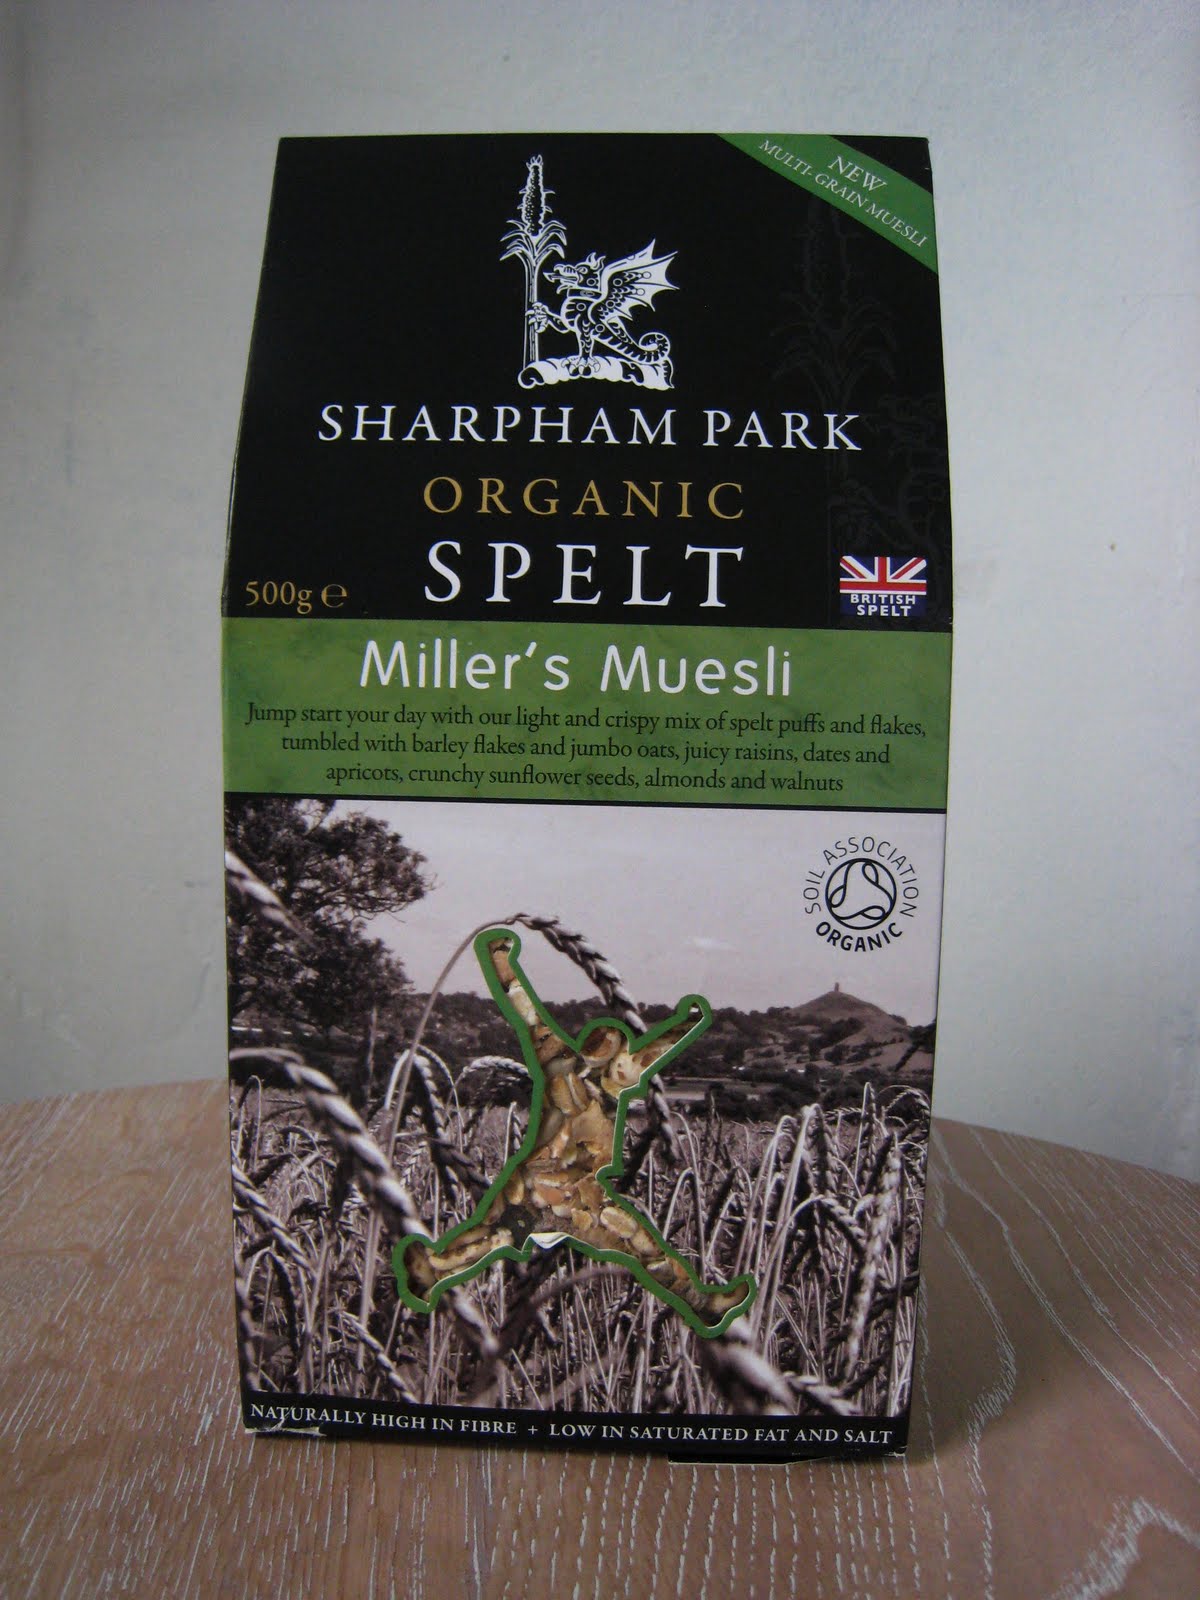 NEW
MULTI-GRAIN MUESLI
SHARPHAM PARK
ORGANIC
SPELT
500g ℮
BRITISH
SPELT
Miller's Muesli
Jump start your day with our light and crispy mix of spelt puffs and flakes,
tumbled with barley flakes and jumbo oats, juicy raisins, dates and
apricots, crunchy sunflower seeds, almonds and walnuts
SOIL ASSOCIATION
ORGANIC
NATURALLY HIGH IN FIBRE + LOW IN SATURATED FAT AND SALT